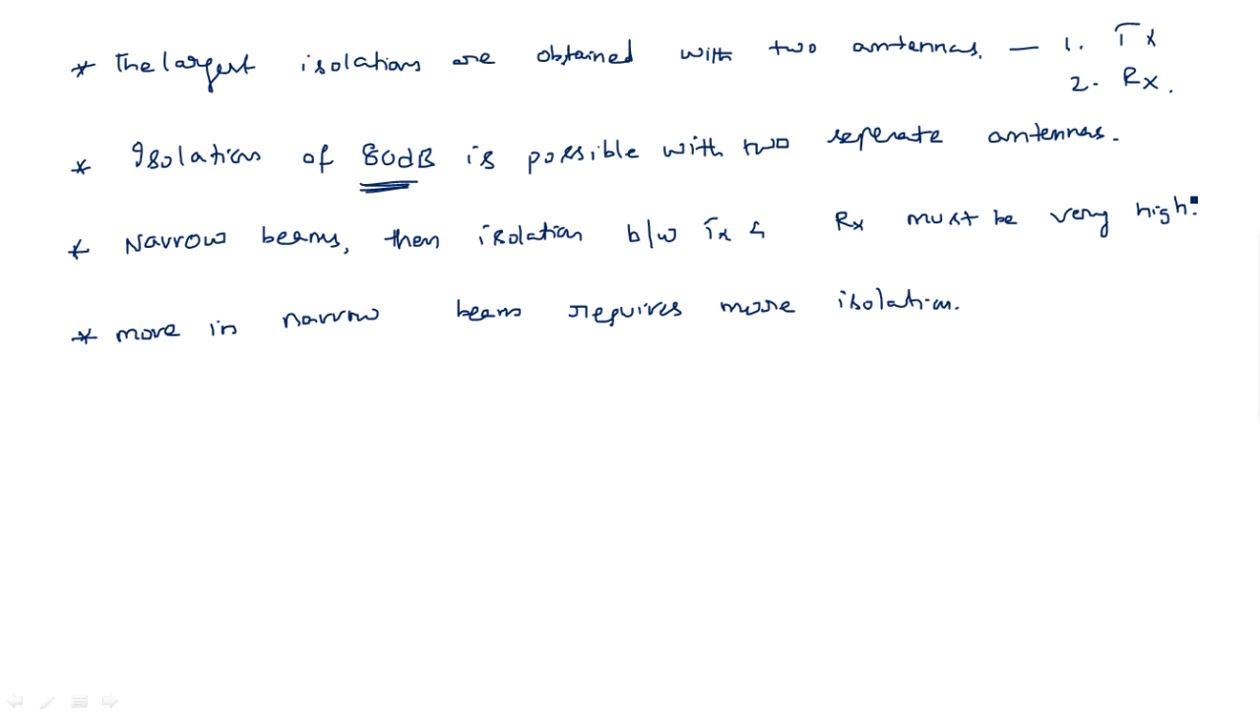 * The largest isolations are obtained with two antennas. — 1. Tx
2. Rx.
* Isolation of 80dB is possible with two seperate antennas.
* Narrow beams, then isolation b/w Tx & Rx must be very high.
* more in narrow beam requires more isolation.